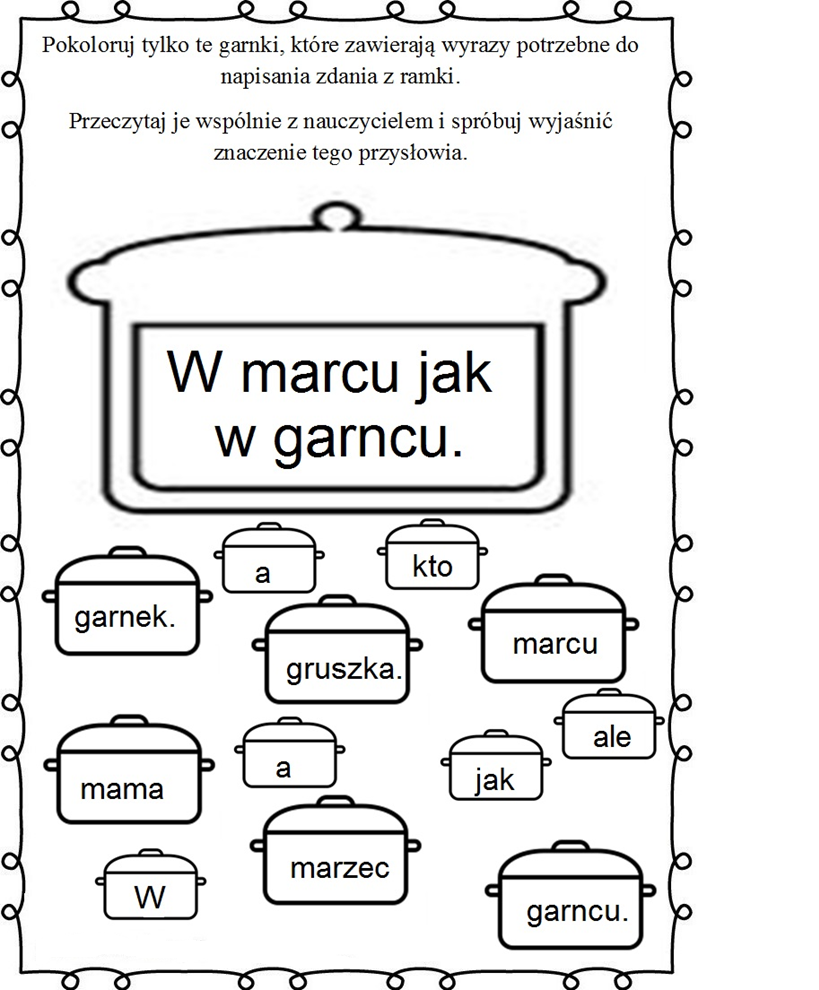 Pokoloruj tylko te garnki, które zawierają wyrazy potrzebne do
napisania zdania z ramki.
Przeczytaj je wspólnie z nauczycielem i spróbuj wyjaśnić
znaczenie tego przysłowia.
W marcu jak
w garncu.
a
kto
garnek.
gruszka.
marcu
mama
a
jak
ale
W
marzec
garncu.